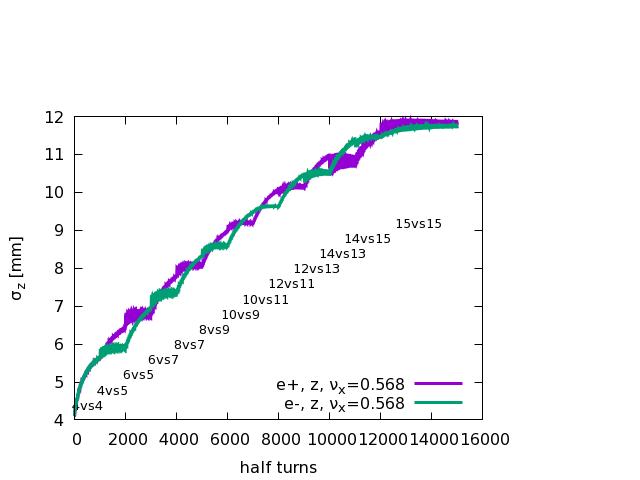 12
11
10
9
8
7
6
5
4
σz [mm]
15vs15
14vs15
14vs13
12vs13
12vs11
10vs11
10vs9
8vs9
8vs7
6vs7
6vs5
4vs5
4vs4
e+, z, νx=0.568
e-, z, νx=0.568
0 2000 4000 6000 8000 10000 12000 14000 16000
half turns